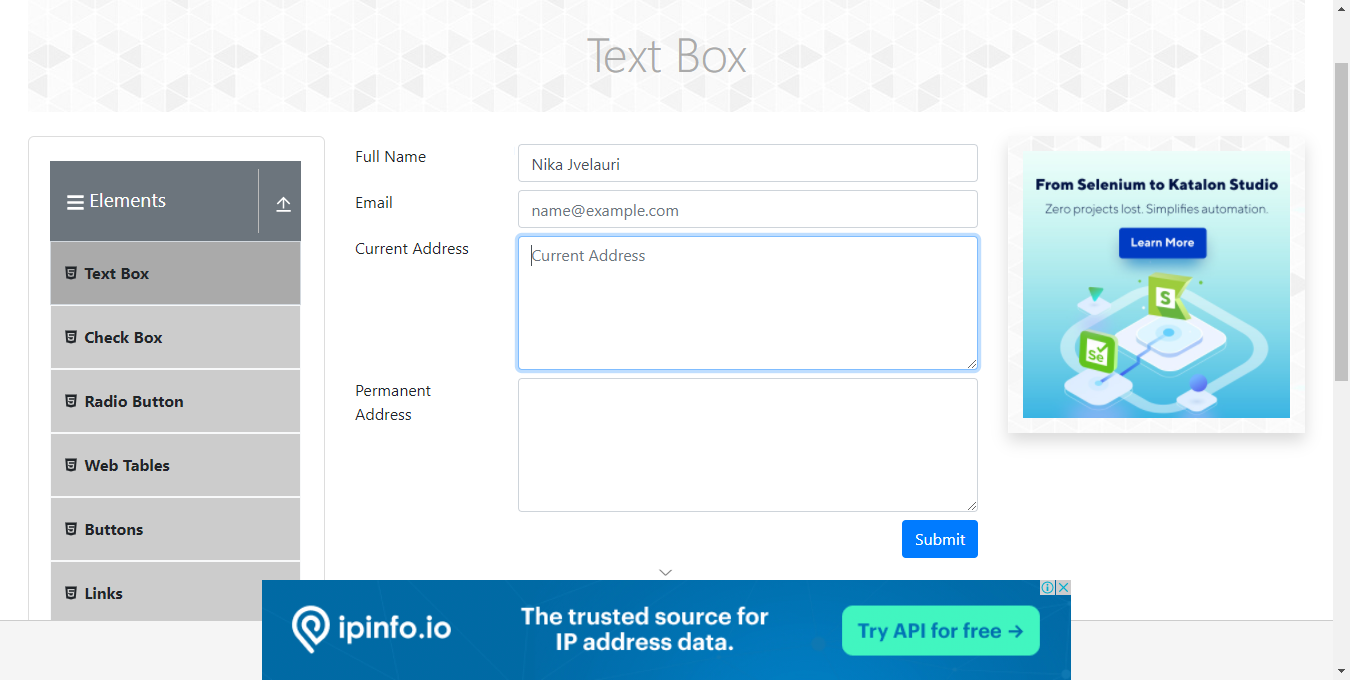 Text Box
Elements
Text Box
Check Box
Radio Button
Web Tables
Buttons
Links
Full Name
Nika Jvelauri
Email
name@example.com
Current Address
Current Address
Permanent
Address
Submit
From Selenium to Katalon Studio
Zero projects lost. Simplifies automation.
Learn More
S
Se
ipinfo.io
The trusted source for
IP address data.
Try API for free →